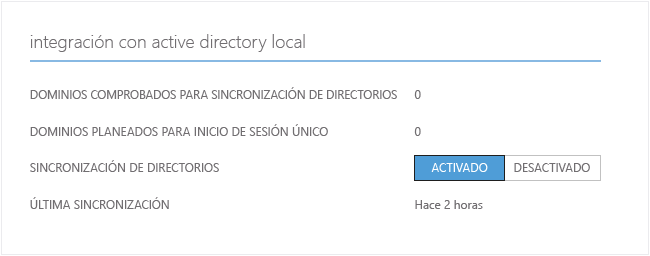 integración con active directory local
DOMINIOS COMPROBADOS PARA SINCRONIZACIÓN DE DIRECTORIOS 0
DOMINIOS PLANEADOS PARA INICIO DE SESIÓN ÚNICO 0
SINCRONIZACIÓN DE DIRECTORIOS ACTIVADO DESACTIVADO
ÚLTIMA SINCRONIZACIÓN Hace 2 horas